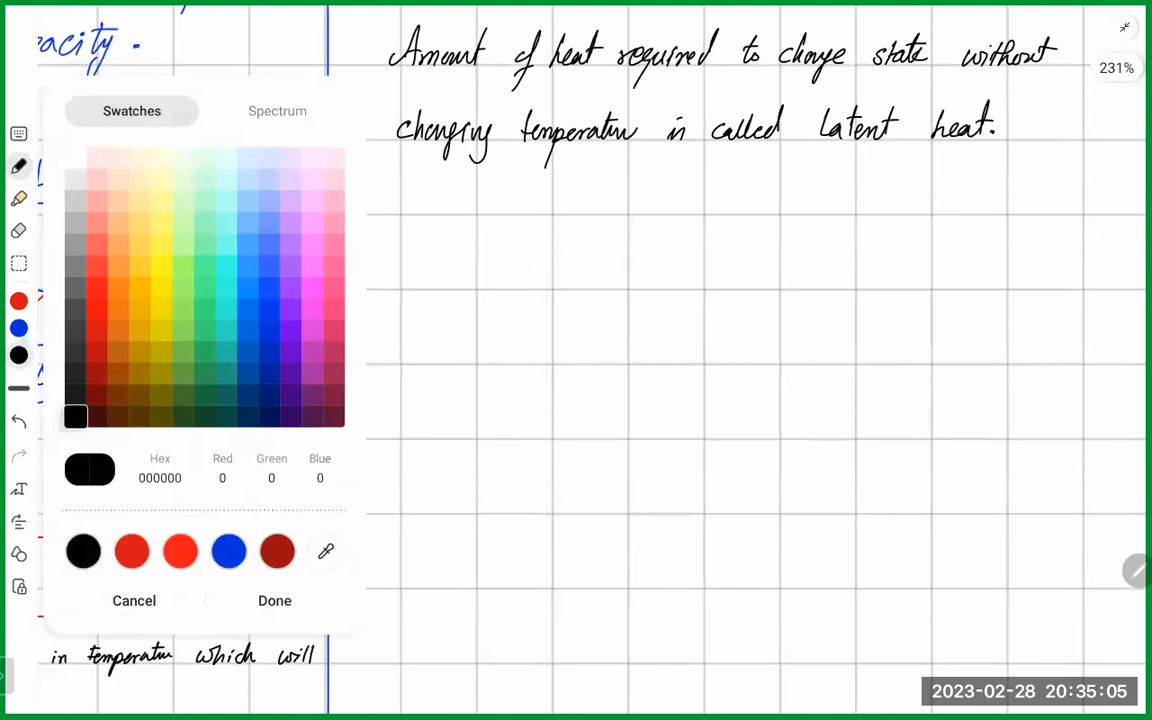 acity.
Amount of heat required to change state without
changing temperature is called latent heat.
231%
Swatches Spectrum
Hex Red Green Blue
000000 0 0 0
Cancel Done
in temperature which will
2023-02-28 20:35:05